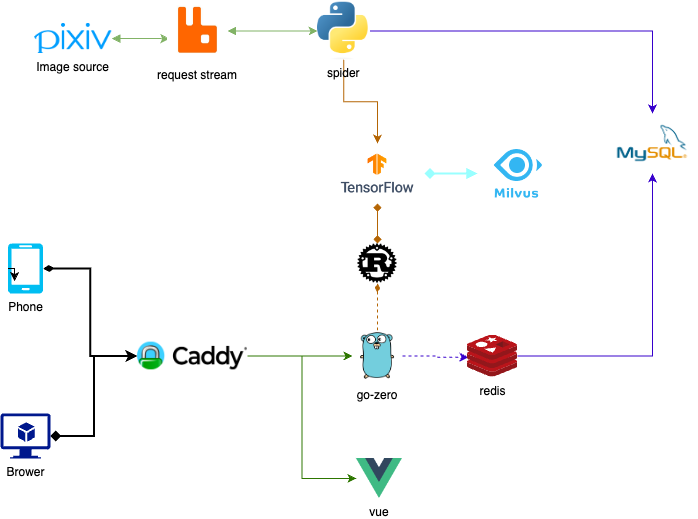 pixiv
Image source
request stream
spider
MySQL
TensorFlow
Milvus
R
Phone
Caddy
go-zero
redis
Brower
vue